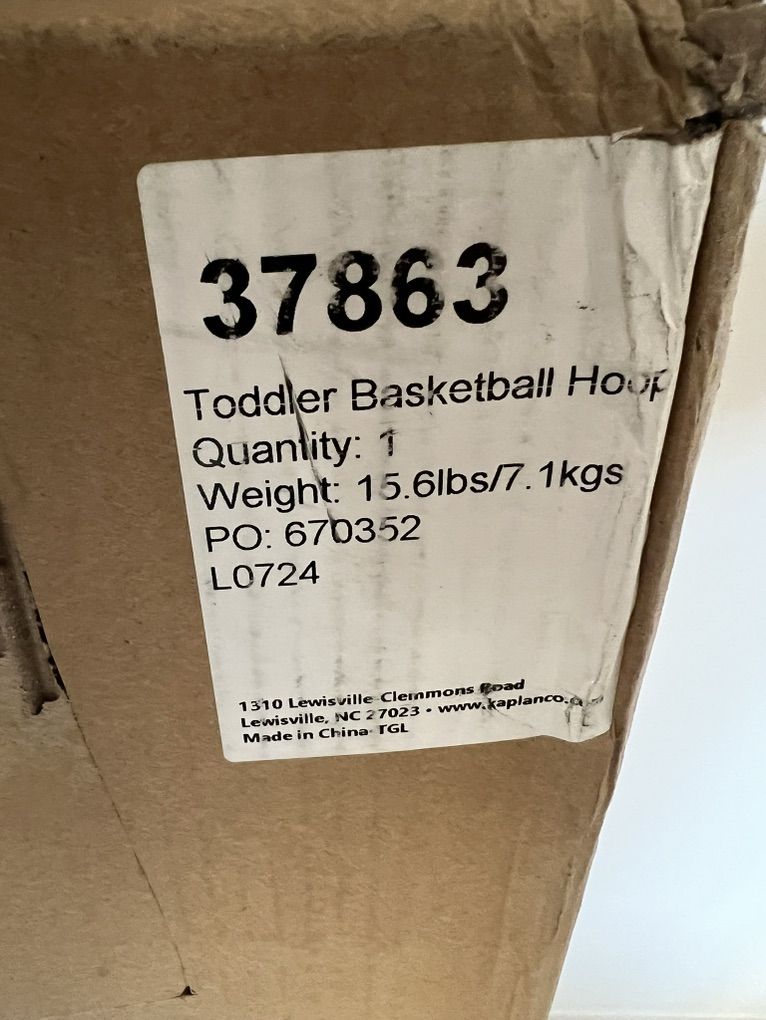 37863
Toddler Basketball Hoop
Quantity: 1
Weight: 15.6lbs/7.1kgs
PO: 670352
L0724
1310 Lewisville-Clemmons Road
Lewisville, NC 27023 • www.kaplanco.com
Made in China TGL